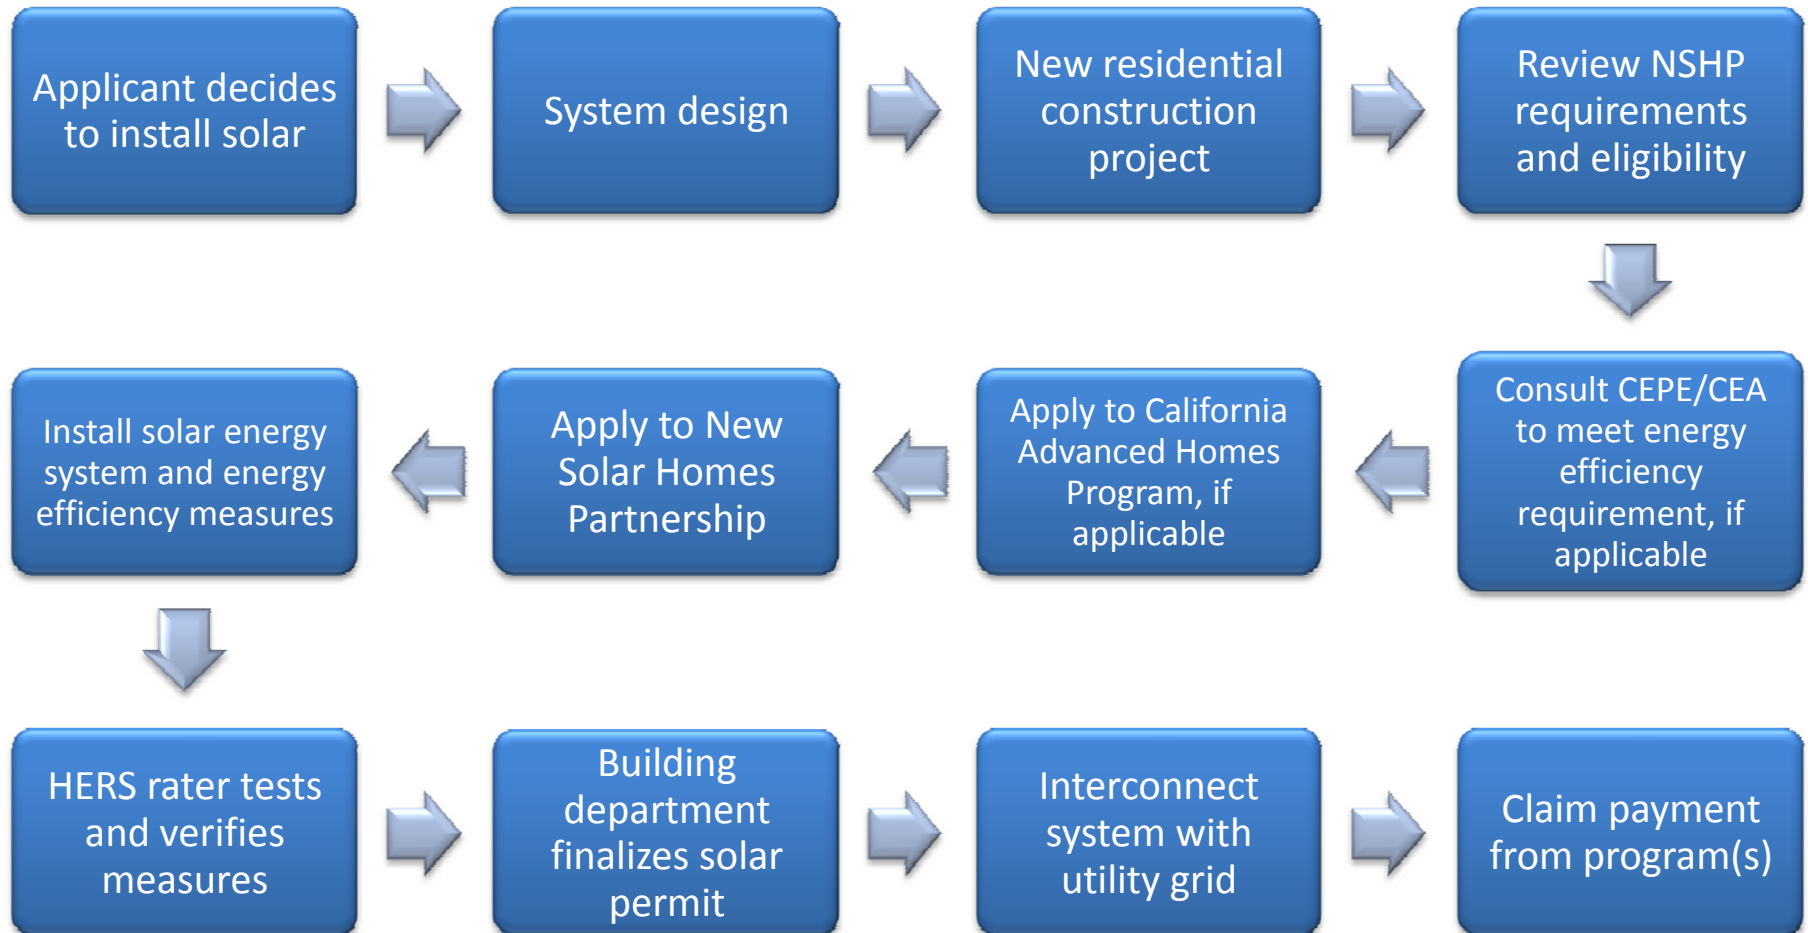 Applicant decides
to install solar
System design
New residential
construction
project
Review NSHP
requirements
and eligibility
Consult CEPE/CEA
to meet energy
efficiency
requirement, if
applicable
Apply to California
Advanced Homes
Program, if
applicable
Apply to New
Solar Homes
Partnership
Install solar energy
system and energy
efficiency measures
HERS rater tests
and verifies
measures
Building
department
finalizes solar
permit
Interconnect
system with
utility grid
Claim payment
from program(s)